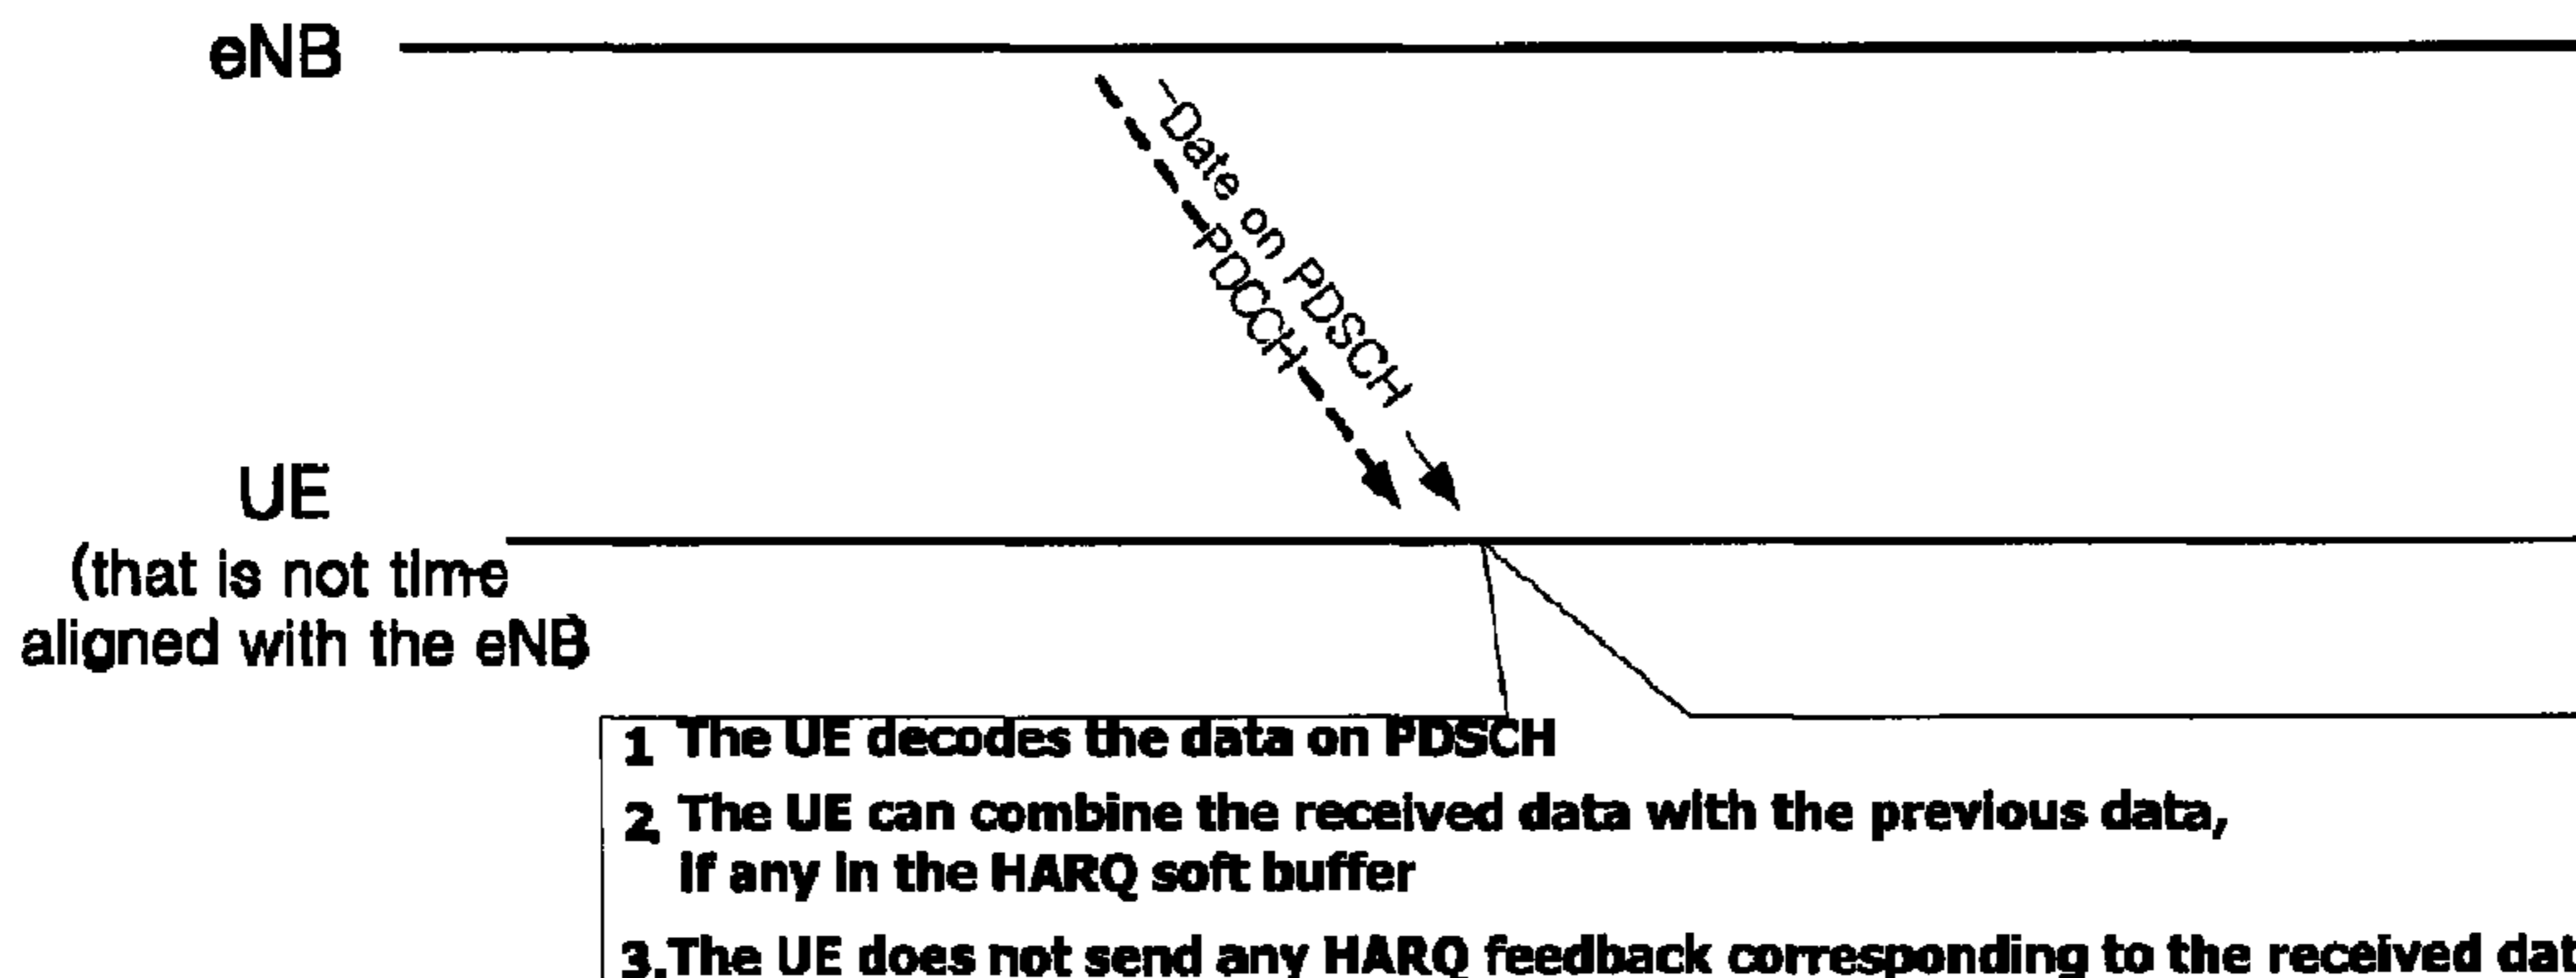 eNB
Date on PDSCH
PDCCH
UE
(that is not time
aligned with the eNB
1 The UE decodes the data on PDSCH
2 The UE can combine the received data with the previous data,
if any in the HARQ soft buffer
3.The UE does not send any HARQ feedback corresponding to the received dat